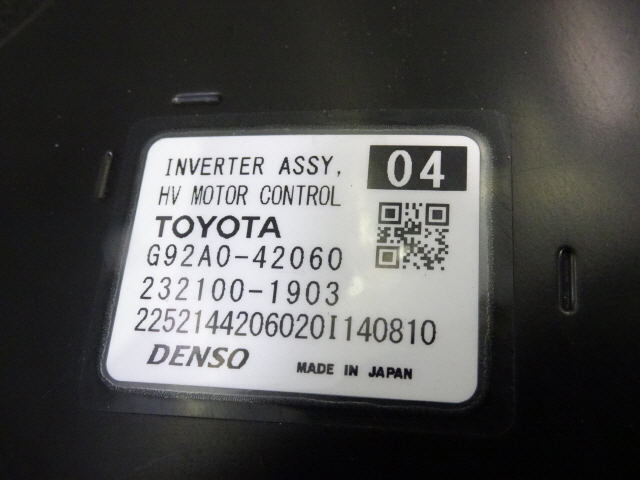 INVERTER ASSY,
04
HV MOTOR CONTROL
TOYOTA
G92A0-42060
232100-1903
2252144206020I140810
DENSO
MADE IN JAPAN